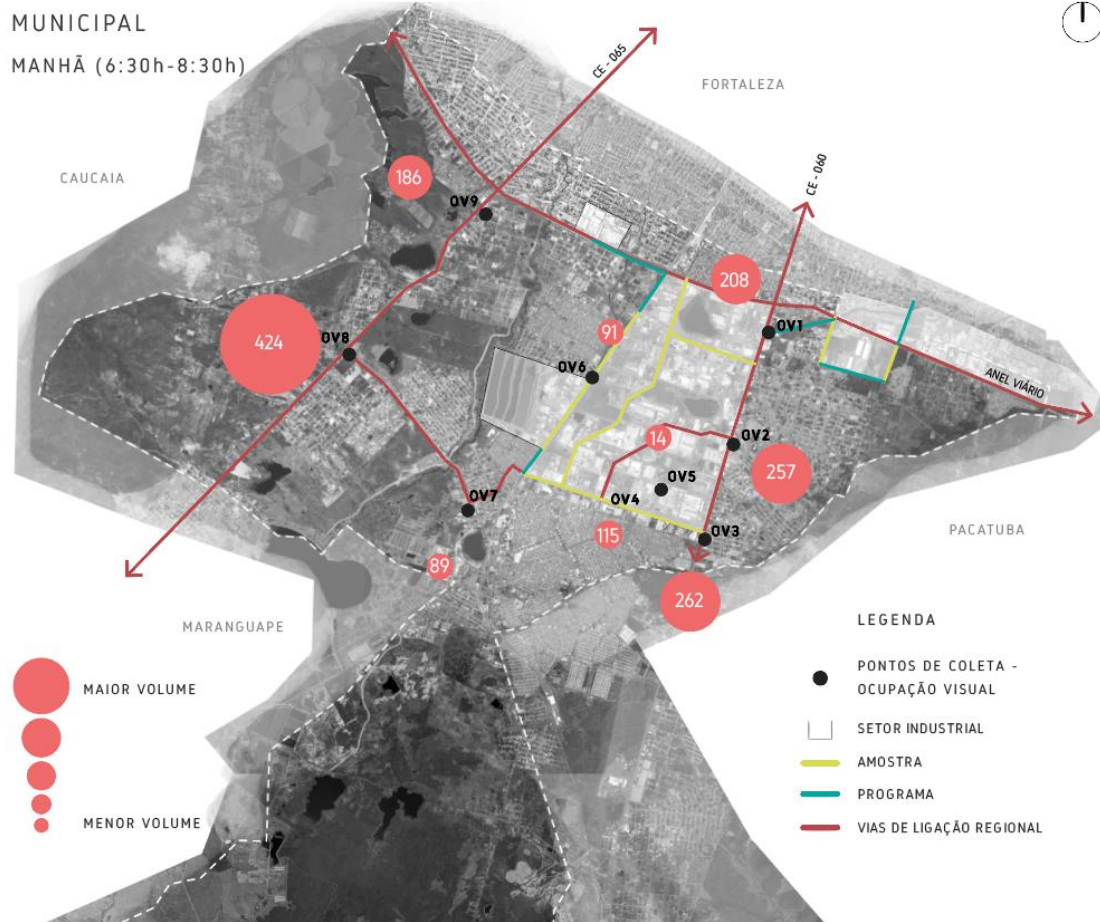 MUNICIPAL
MANHÃ (6:30h-8:30h)
CE - 065
FORTALEZA
CAUCAIA
186
OV9
CE - 060
208
424
OV8
91
OV1
OV6
ANEL VIÁRIO
14
OV2
257
OV5
OV4
OV7
OV3
115
PACATUBA
89
262
MARANGUAPE
MAIOR VOLUME
MENOR VOLUME
LEGENDA
PONTOS DE COLETA -
OCUPAÇÃO VISUAL
SETOR INDUSTRIAL
AMOSTRA
PROGRAMA
VIAS DE LIGAÇÃO REGIONAL